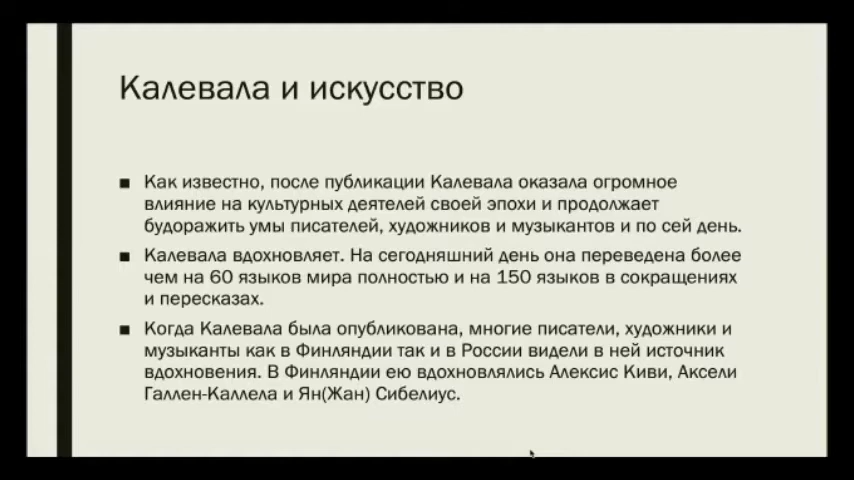 Калевала и искусство
Как известно, после публикации Калевала оказала огромное
влияние на культурных деятелей своей эпохи и продолжает
будоражить умы писателей, художников и музыкантов и по сей день.
Калевала вдохновляет. На сегодняшний день она переведена более
чем на 60 языков мира полностью и на 150 языков в сокращениях
и пересказах.
Когда Калевала была опубликована, многие писатели, художники и
музыканты как в Финляндии так и в России видели в ней источник
вдохновения. В Финляндии ею вдохновлялись Алексис Киви, Аксели
Галлен-Каллела и Ян(Жан) Сибелиус.